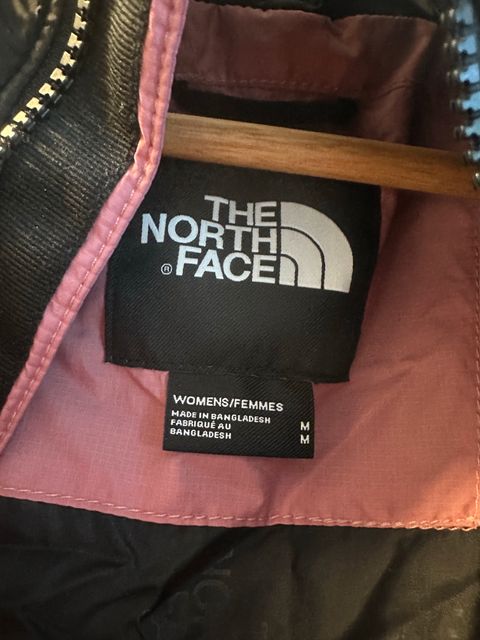 THE
NORTH
® FACE
WOMENS/FEMMES
MADE IN BANGLADESH M
FABRIQUÉ AU
BANGLADESH M